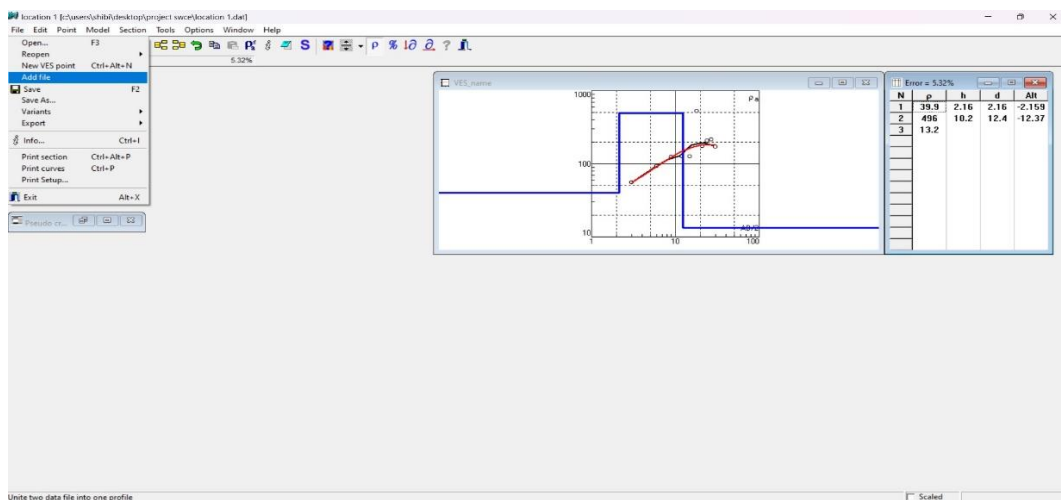 location 1 [c:\users\shibi\desktop\project swce\location 1.dat]
File Edit Point Model Section Tools Options Window Help
Open... F3
Reopen
New VES point Ctrl+Alt+N
Add file
Save F2
Save As...
Variants
Export
Info... Ctrl+I
Print section Ctrl+Alt+P
Print curves Ctrl+P
Print Setup...
Exit Alt+X
ρ % ?
S
5.32%
Pseudo cr...
VES_name
1000
ρa
100
10
AB/2
1 10 100
Error = 5.32%
N ρ h d Alt
1 39.9 2.16 2.16 -2.159
2 496 10.2 12.4 -12.37
3 13.2
Unite two data file into one profile
Scaled